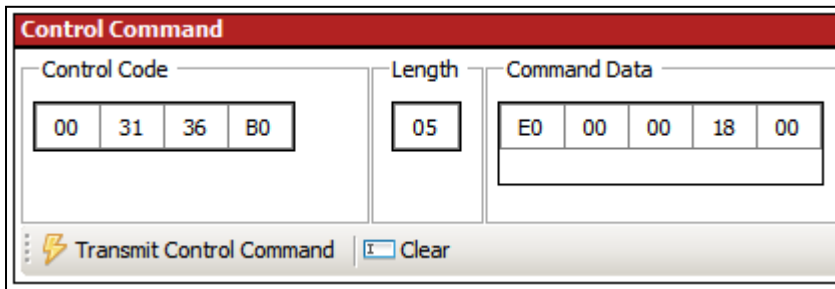 Control Command
Control Code Length Command Data
00 31 36 B0 05 E0 00 00 18 00
Transmit Control Command Clear